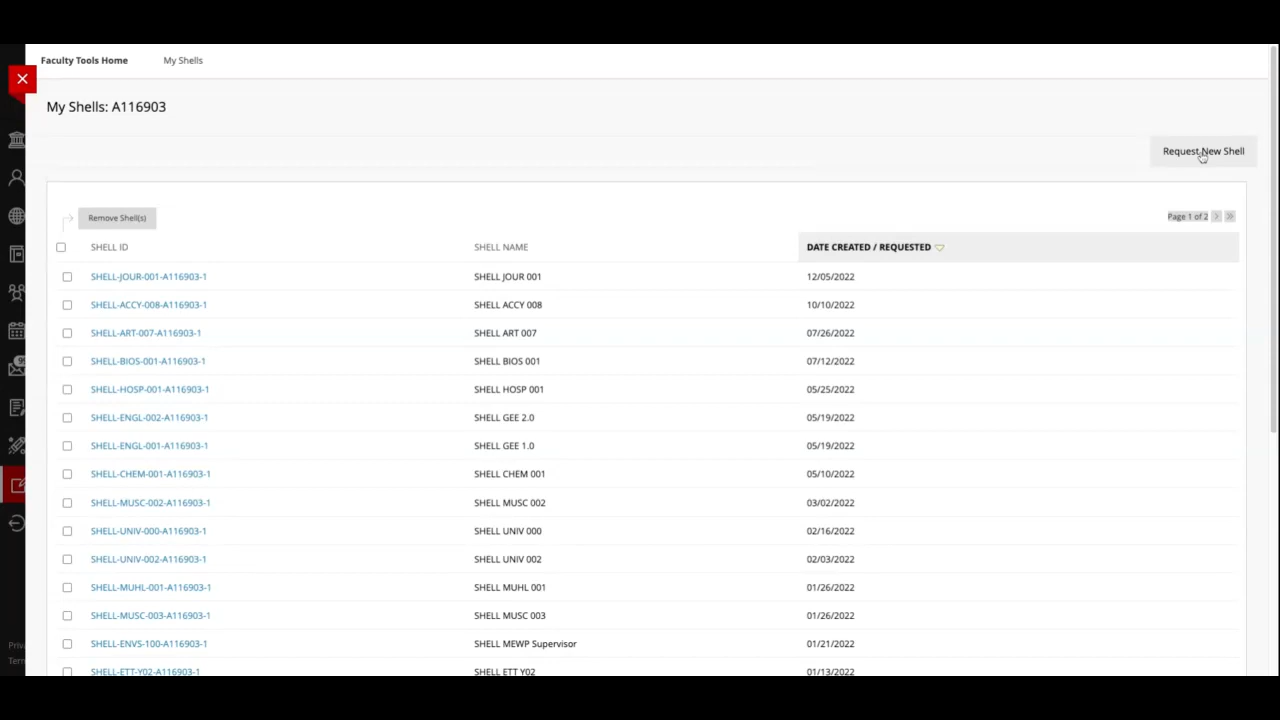 Faculty Tools Home My Shells
My Shells: A116903
Request New Shell
Remove Shell(s) Page 1 of 2
SHELL ID SHELL NAME DATE CREATED / REQUESTED
SHELL-JOUR-001-A116903-1 SHELL JOUR 001 12/05/2022
SHELL-ACCY-008-A116903-1 SHELL ACCY 008 10/10/2022
SHELL-ART-007-A116903-1 SHELL ART 007 07/26/2022
SHELL-BIOS-001-A116903-1 SHELL BIOS 001 07/12/2022
SHELL-HOSP-001-A116903-1 SHELL HOSP 001 05/25/2022
SHELL-ENGL-002-A116903-1 SHELL GEE 2.0 05/19/2022
SHELL-ENGL-001-A116903-1 SHELL GEE 1.0 05/19/2022
SHELL-CHEM-001-A116903-1 SHELL CHEM 001 05/10/2022
SHELL-MUSC-002-A116903-1 SHELL MUSC 002 03/02/2022
SHELL-UNIV-000-A116903-1 SHELL UNIV 000 02/16/2022
SHELL-UNIV-002-A116903-1 SHELL UNIV 002 02/03/2022
SHELL-MUHL-001-A116903-1 SHELL MUHL 001 01/26/2022
SHELL-MUSC-003-A116903-1 SHELL MUSC 003 01/26/2022
SHELL-ENVS-100-A116903-1 SHELL MEWP Supervisor 01/21/2022
SHELL-ETT-Y02-A116903-1 SHELL ETT Y02 01/13/2022
Priva
Term